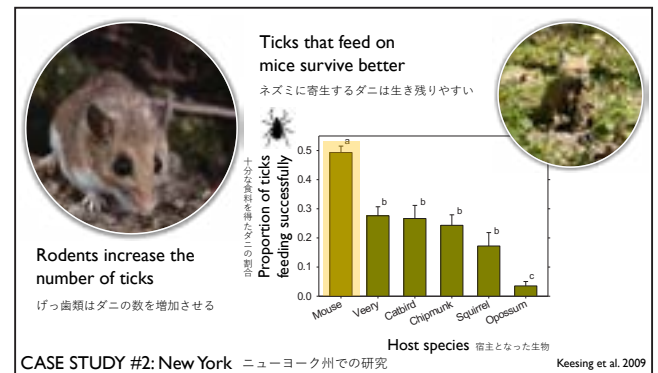 Ticks that feed on
mice survive better
ネズミに寄生するダニは生き残りやすい
Rodents increase the
number of ticks
げっ歯類はダニの数を増加させる
十分な食料を得たダニの割合
Proportion of ticks
feeding successfully
0.5
0.4
0.3
0.2
0.1
0.0
a
b
b
b
b
c
Mouse
Veery
Catbird
Chipmunk
Squirrel
Opossum
Host species 宿主となった生物
CASE STUDY #2: New York ニューヨーク州での研究
Keesing et al. 2009